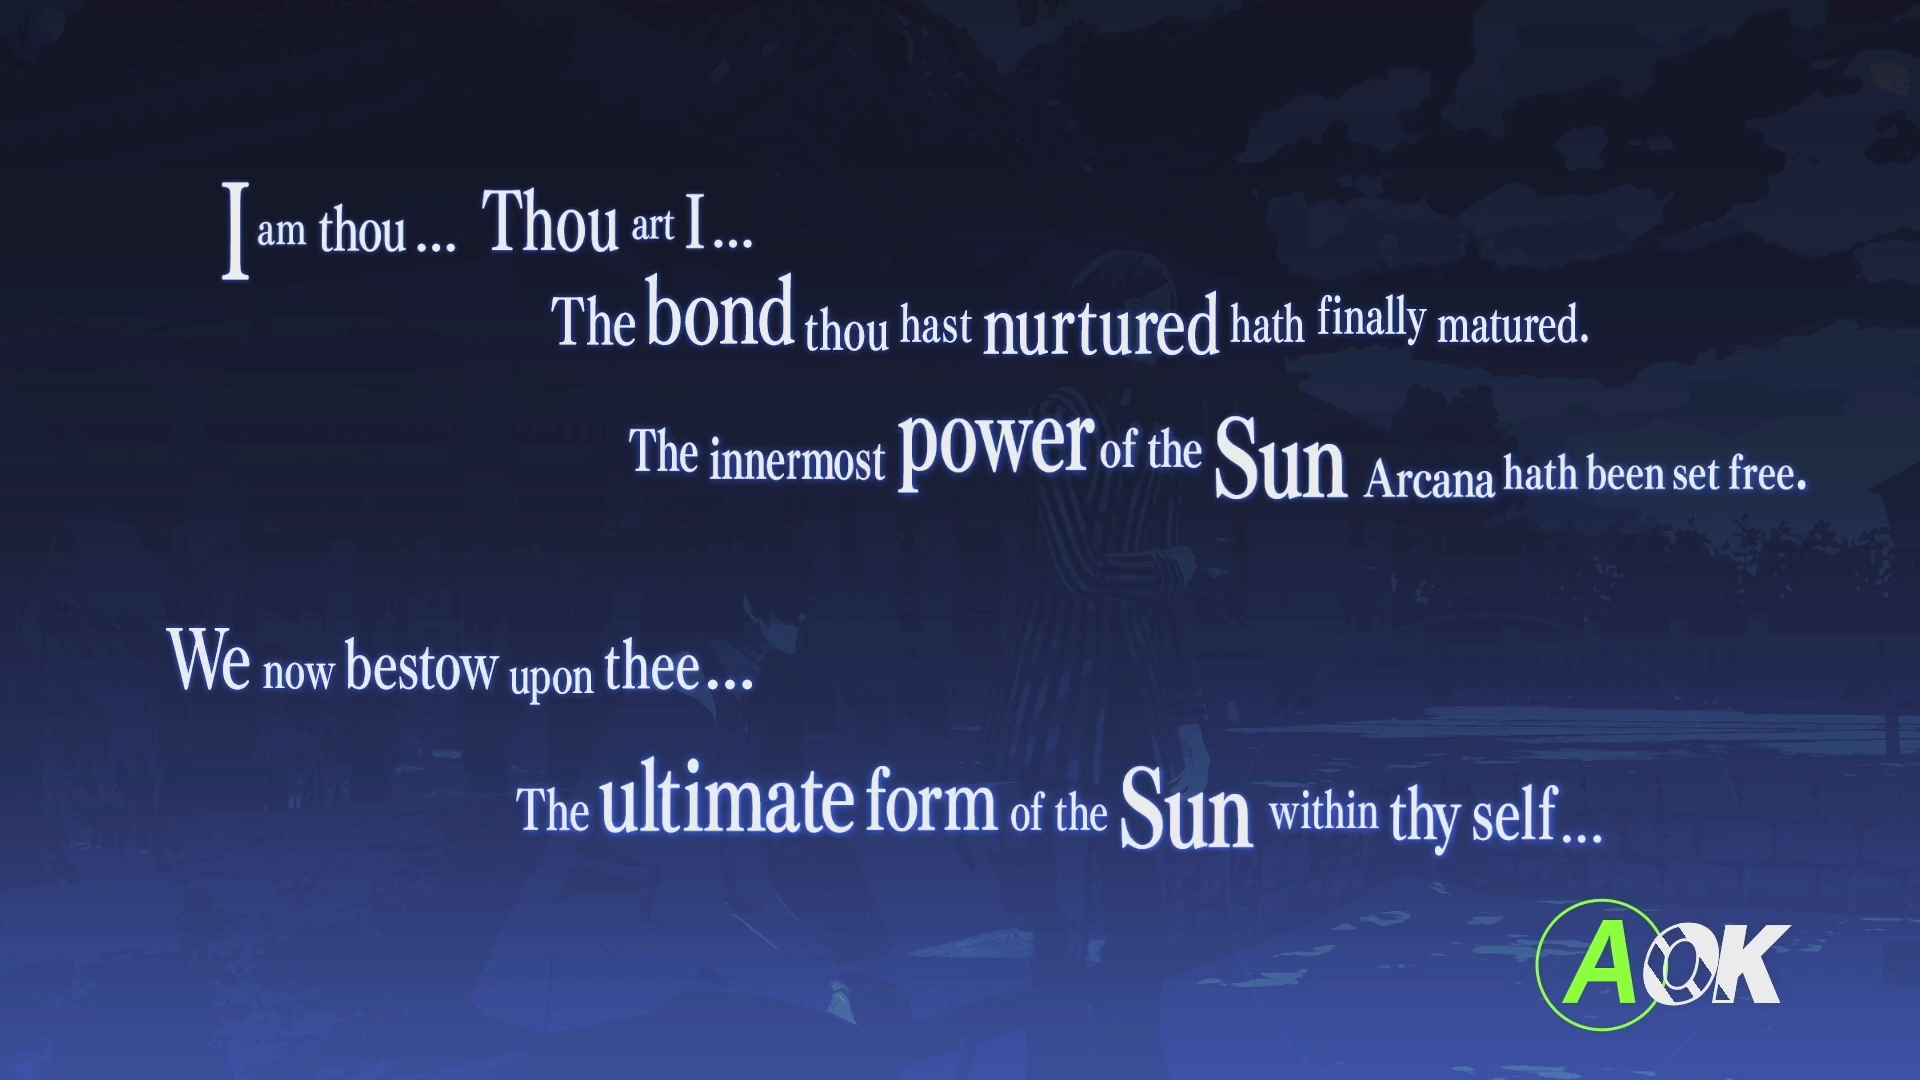 I am thou... Thou art I...
The bond thou hast nurtured hath finally matured.
The innermost power of the Sun Arcana hath been set free.
We now bestow upon thee...
The ultimate form of the Sun within thy self...
A OK